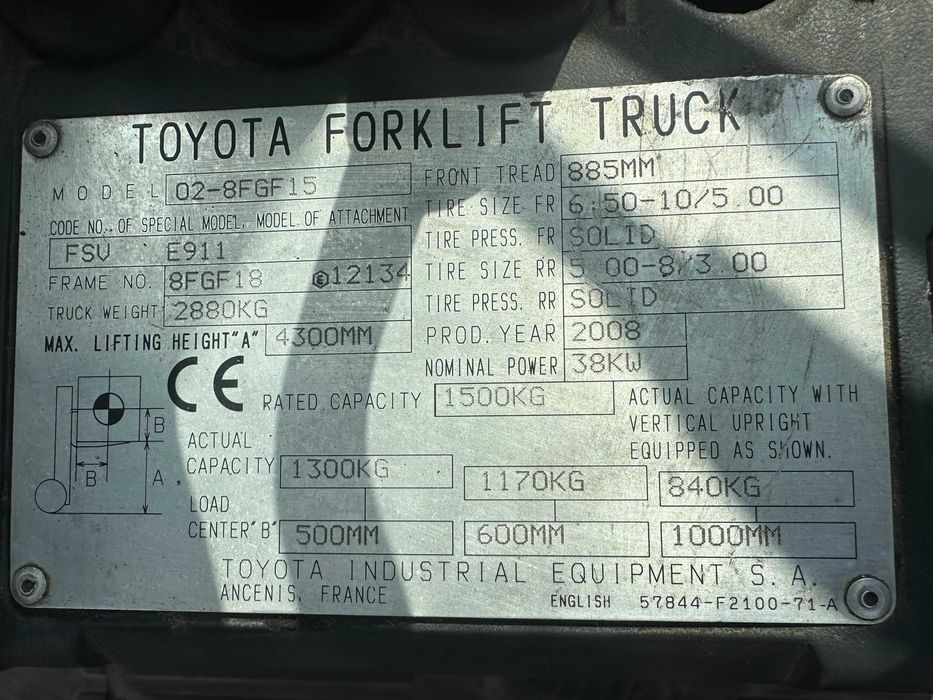 TOYOTA FORKLIFT TRUCK
MODEL 02-8FGF15
CODE NO. OF SPECIAL MODEL, MODEL OF ATTACHMENT
FSV E911
FRAME NO. 8FGF18 Ⓔ12134
TRUCK WEIGHT 2880KG
MAX. LIFTING HEIGHT"A" 4300MM
FRONT TREAD 885MM
TIRE SIZE FR 6.50-10/5.00
TIRE PRESS. FR SOLID
TIRE SIZE RR 5.00-8/3.00
TIRE PRESS. RR SOLID
PROD. YEAR 2008
NOMINAL POWER 38KW
B
B
A
CE
RATED CAPACITY 1500KG
ACTUAL CAPACITY WITH
VERTICAL UPRIGHT
EQUIPPED AS SHOWN.
ACTUAL
CAPACITY 1300KG 1170KG 840KG
LOAD
CENTER"B" 500MM 600MM 1000MM
TOYOTA INDUSTRIAL EQUIPMENT S.A.
ANCENIS, FRANCE
ENGLISH 57844-F2100-71-A